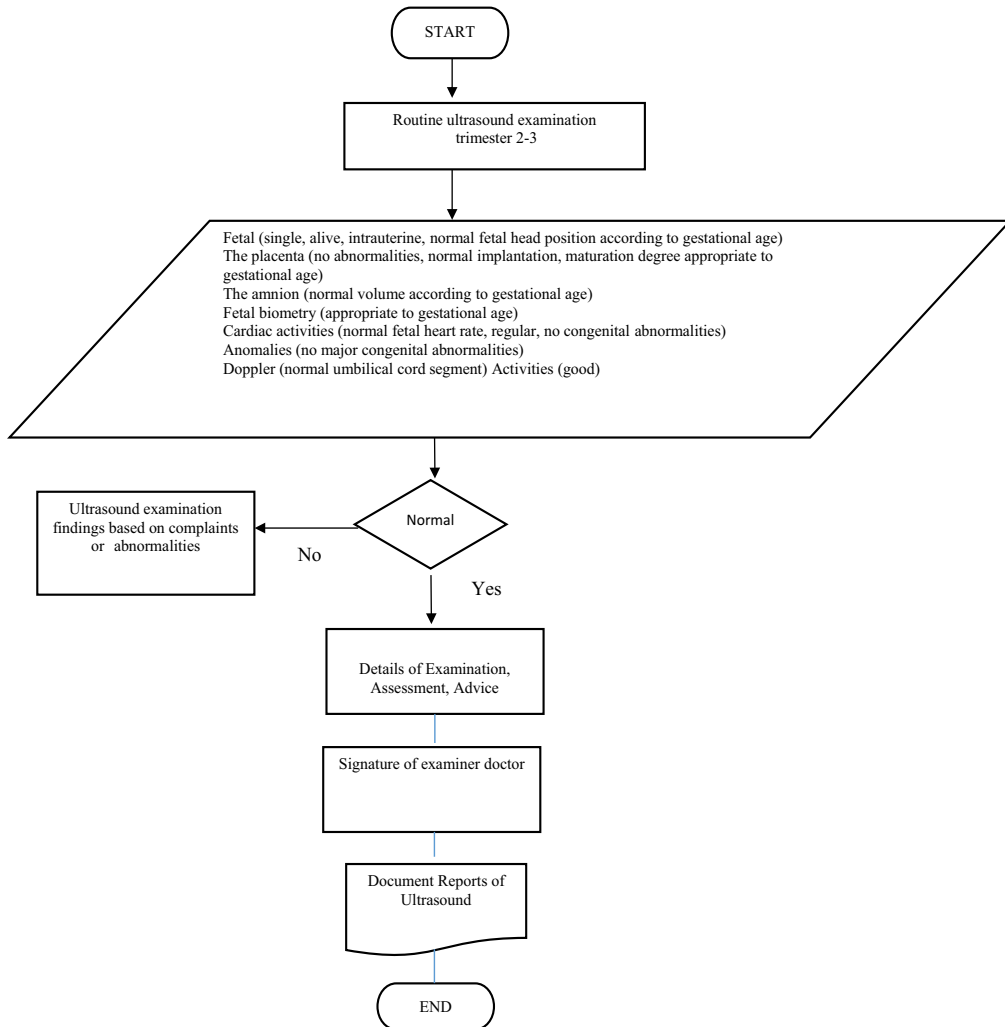 START
Routine ultrasound examination
trimester 2-3
Fetal (single, alive, intrauterine, normal fetal head position according to gestational age)
The placenta (no abnormalities, normal implantation, maturation degree appropriate to
gestational age)
The amnion (normal volume according to gestational age)
Fetal biometry (appropriate to gestational age)
Cardiac activities (normal fetal heart rate, regular, no congenital abnormalities)
Anomalies (no major congenital abnormalities)
Doppler (normal umbilical cord segment) Activities (good)
Normal
Ultrasound examination
findings based on complaints
or abnormalities
No
Yes
Details of Examination,
Assessment, Advice
Signature of examiner doctor
Document Reports of
Ultrasound
END